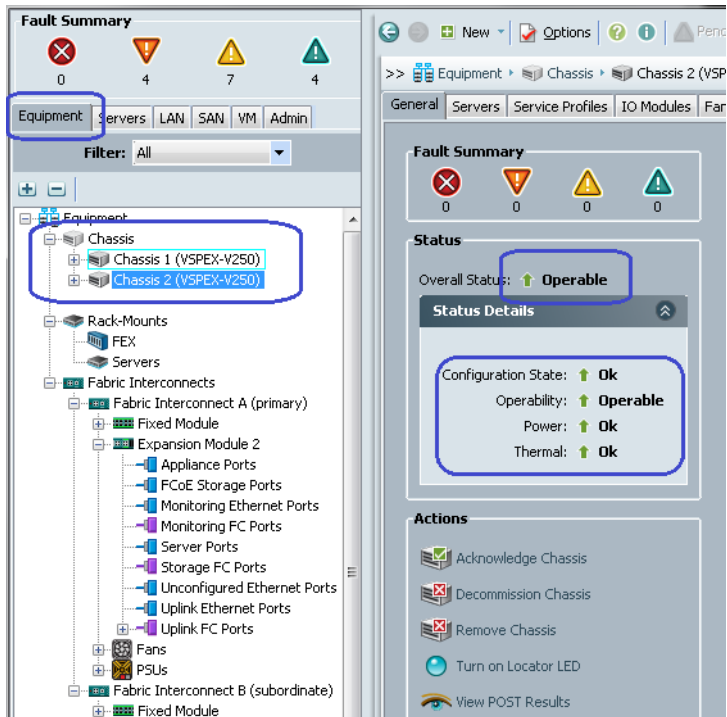 Fault Summary
0 4 7 4
Equipment Servers LAN SAN VM Admin
Filter: All
Equipment
Chassis
Chassis 1 (VSPEX-V250)
Chassis 2 (VSPEX-V250)
Rack-Mounts
FEX
Servers
Fabric Interconnects
Fabric Interconnect A (primary)
Fixed Module
Expansion Module 2
Appliance Ports
FCoE Storage Ports
Monitoring Ethernet Ports
Monitoring FC Ports
Server Ports
Storage FC Ports
Unconfigured Ethernet Ports
Uplink Ethernet Ports
Uplink FC Ports
Fans
PSUs
Fabric Interconnect B (subordinate)
Fixed Module
New Options Pend
>> Equipment Chassis Chassis 2 (VSP
General Servers Service Profiles IO Modules Fan
Fault Summary
0 0 0 0
Status
Overall Status: Operable
Status Details
Configuration State: Ok
Operability: Operable
Power: Ok
Thermal: Ok
Actions
Acknowledge Chassis
Decommission Chassis
Remove Chassis
Turn on Locator LED
View POST Results